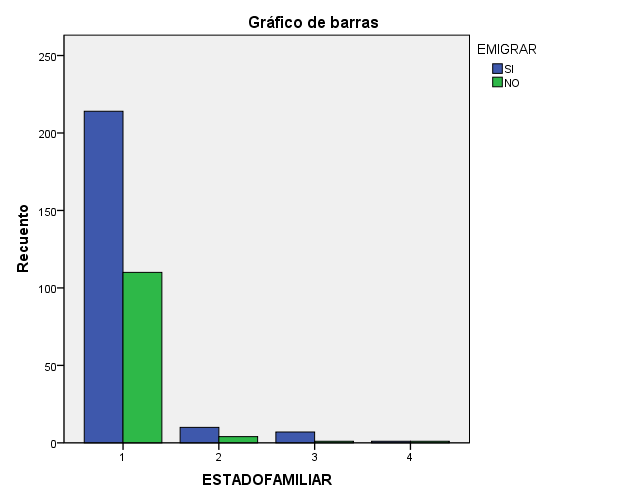 Gráfico de barras
EMIGRAR
SI
NO
Recuento
250
200
150
100
50
0
1 2 3 4
ESTADOFAMILIAR